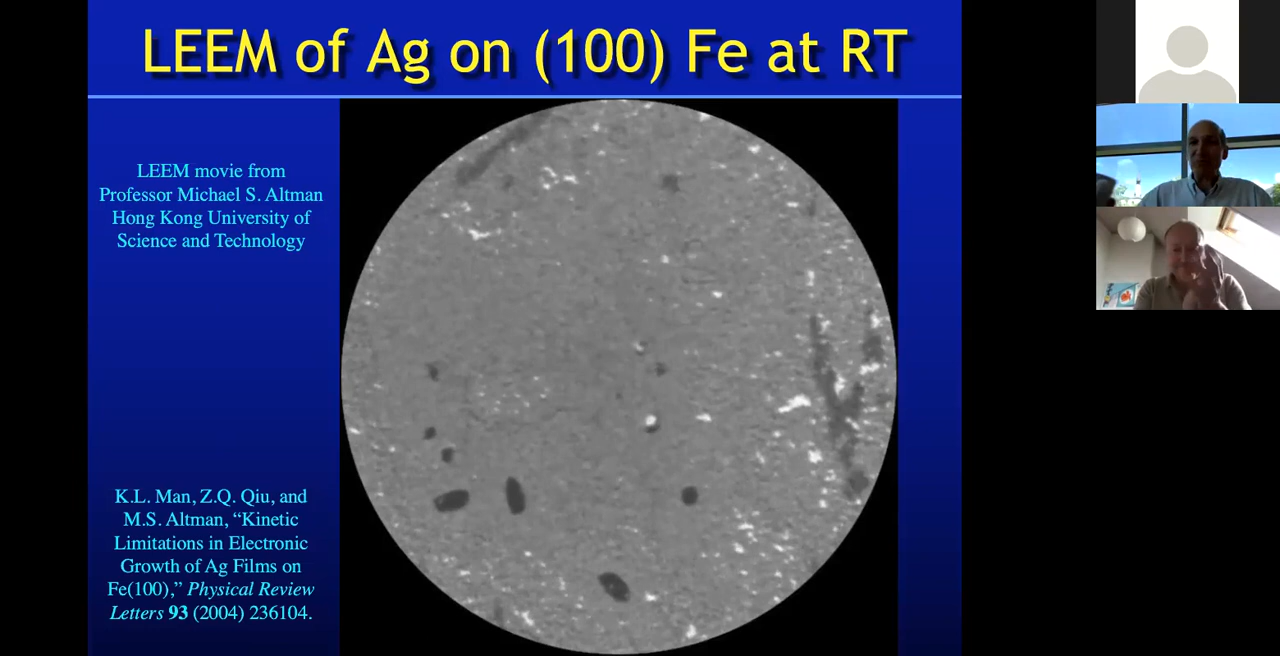 LEEM of Ag on (100) Fe at RT
LEEM movie from
Professor Michael S. Altman
Hong Kong University of
Science and Technology
K.L. Man, Z.Q. Qiu, and
M.S. Altman, “Kinetic
Limitations in Electronic
Growth of Ag Films on
Fe(100),” Physical Review
Letters 93 (2004) 236104.